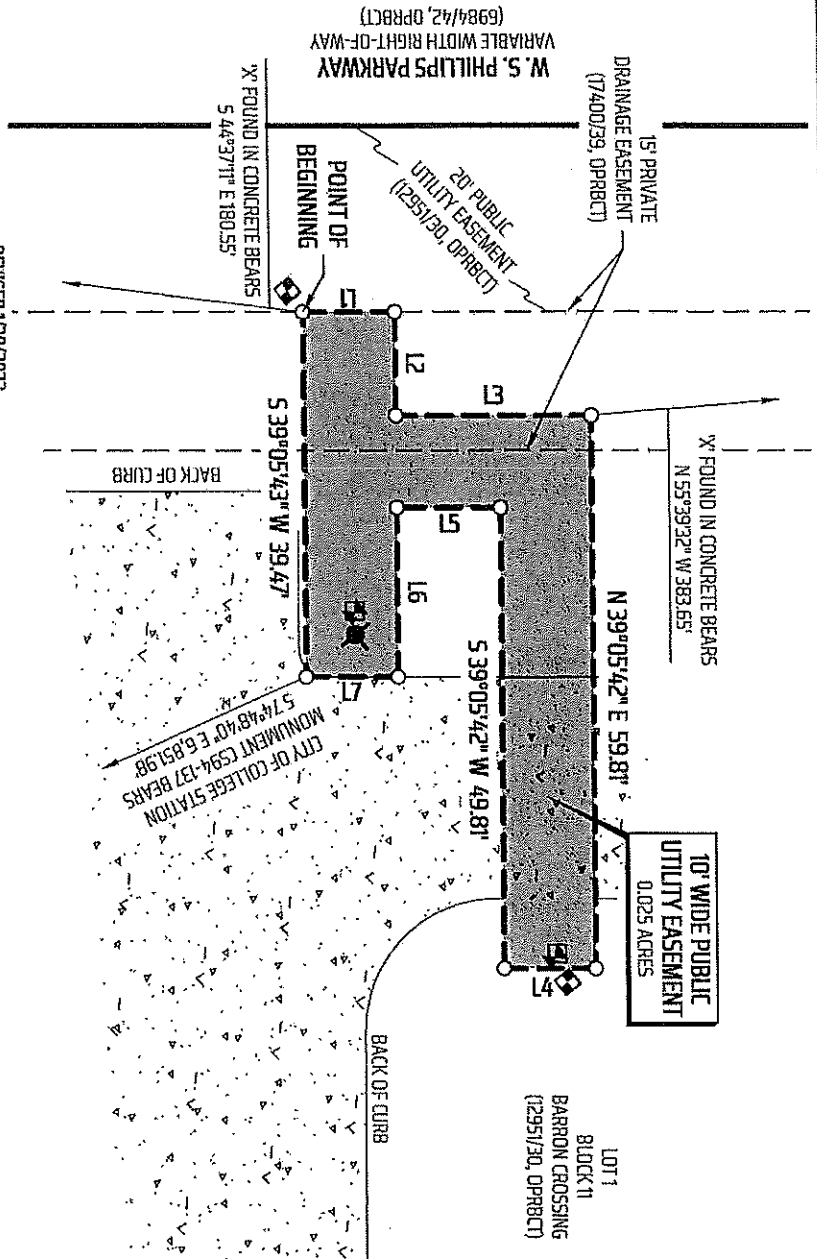 W. S. PHILLIPS PARKWAY
VARIABLE WIDTH RIGHT-OF-WAY
(6984/42, OPRBCT)
15' PRIVATE
DRAINAGE EASEMENT
(17400/39, OPRBCT)
20' PUBLIC
UTILITY EASEMENT
(12951/30, OPRBCT)
'X' FOUND IN CONCRETE BEARS
S 44°37'11" E 180.55'
POINT OF
BEGINNING
L1
L2
L3
'X' FOUND IN CONCRETE BEARS
N 55°39'32" W 383.65'
BACK OF CURB
S 39°05'43" W 39.47'
L5
L6
L7
N 39°05'42" E 59.81'
S 39°05'42" W 49.81'
L4
CITY OF COLLEGE STATION
MONUMENT CS94-137 BEARS
S 74°48'40" E 6,851.98'
10' WIDE PUBLIC
UTILITY EASEMENT
0.025 ACRES
BACK OF CURB
LOT 1
BLOCK 11
BARRON CROSSING
(12951/30, OPRBCT)